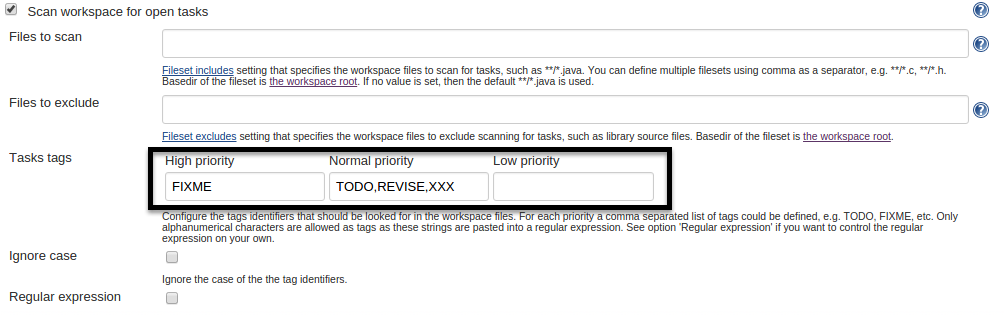 Scan workspace for open tasks
Files to scan
Fileset includes setting that specifies the workspace files to scan for tasks, such as **/*.java. You can define multiple filesets using comma as a separator, e.g. **/*.c, **/*.h.
Basedir of the fileset is the workspace root. If no value is set, then the default **/*.java is used.
Files to exclude
Fileset excludes setting that specifies the workspace files to exclude scanning for tasks, such as library source files. Basedir of the fileset is the workspace root.
Tasks tags
High priority Normal priority Low priority
FIXME TODO,REVISE,XXX
Configure the tags identifiers that should be looked for in the workspace files. For each priority a comma separated list of tags could be defined, e.g. TODO, FIXME, etc. Only
alphanumerical characters are allowed as tags as these strings are pasted into a regular expression. See option 'Regular expression' if you want to control the regular
expression on your own.
Ignore case
Ignore the case of the the tag identifiers.
Regular expression